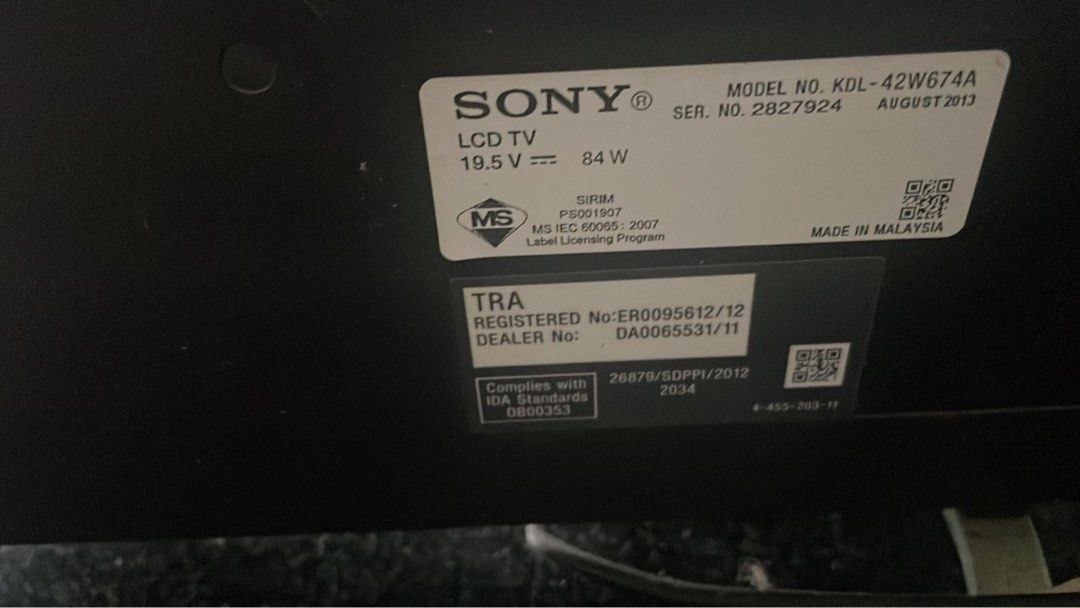 SONY®
MODEL NO. KDL-42W674A
SER. NO. 2827924 AUGUST 2013
LCD TV
19.5 V ⎓ 84 W
MS
SIRIM
PS001907
MS IEC 60065 : 2007
Label Licensing Program
MADE IN MALAYSIA
TRA
REGISTERED No:ER0095612/12
DEALER No: DA0065531/11
Complies with
IDA Standards
DB00353
26879/SDPPI/2012
2034
4-455-203-11